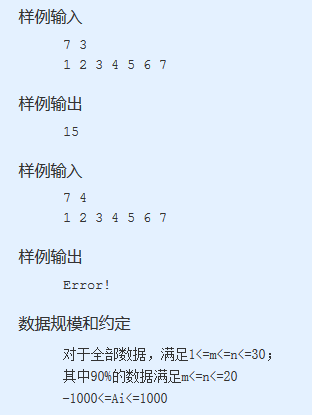 样例输入
7 3
1 2 3 4 5 6 7
样例输出
15
样例输入
7 4
1 2 3 4 5 6 7
样例输出
Error!
数据规模和约定
对于全部数据，满足1<=m<=n<=30；
其中90%的数据满足m<=n<=20
-1000<=Ai<=1000